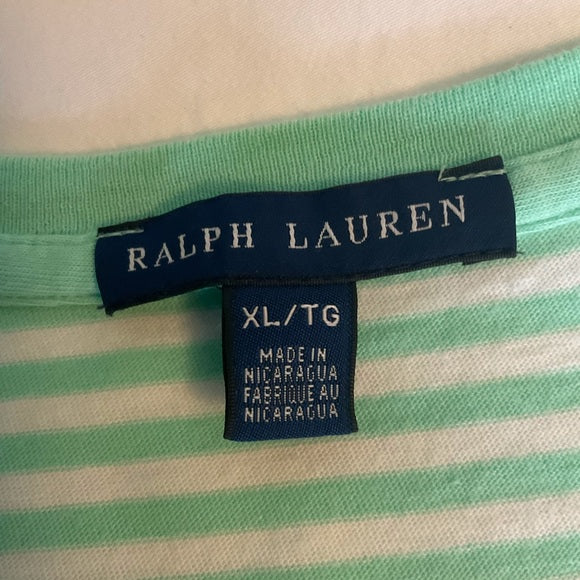 RALPH LAUREN
XL/TG
MADE IN
NICARAGUA
FABRIQUE AU
NICARAGUA